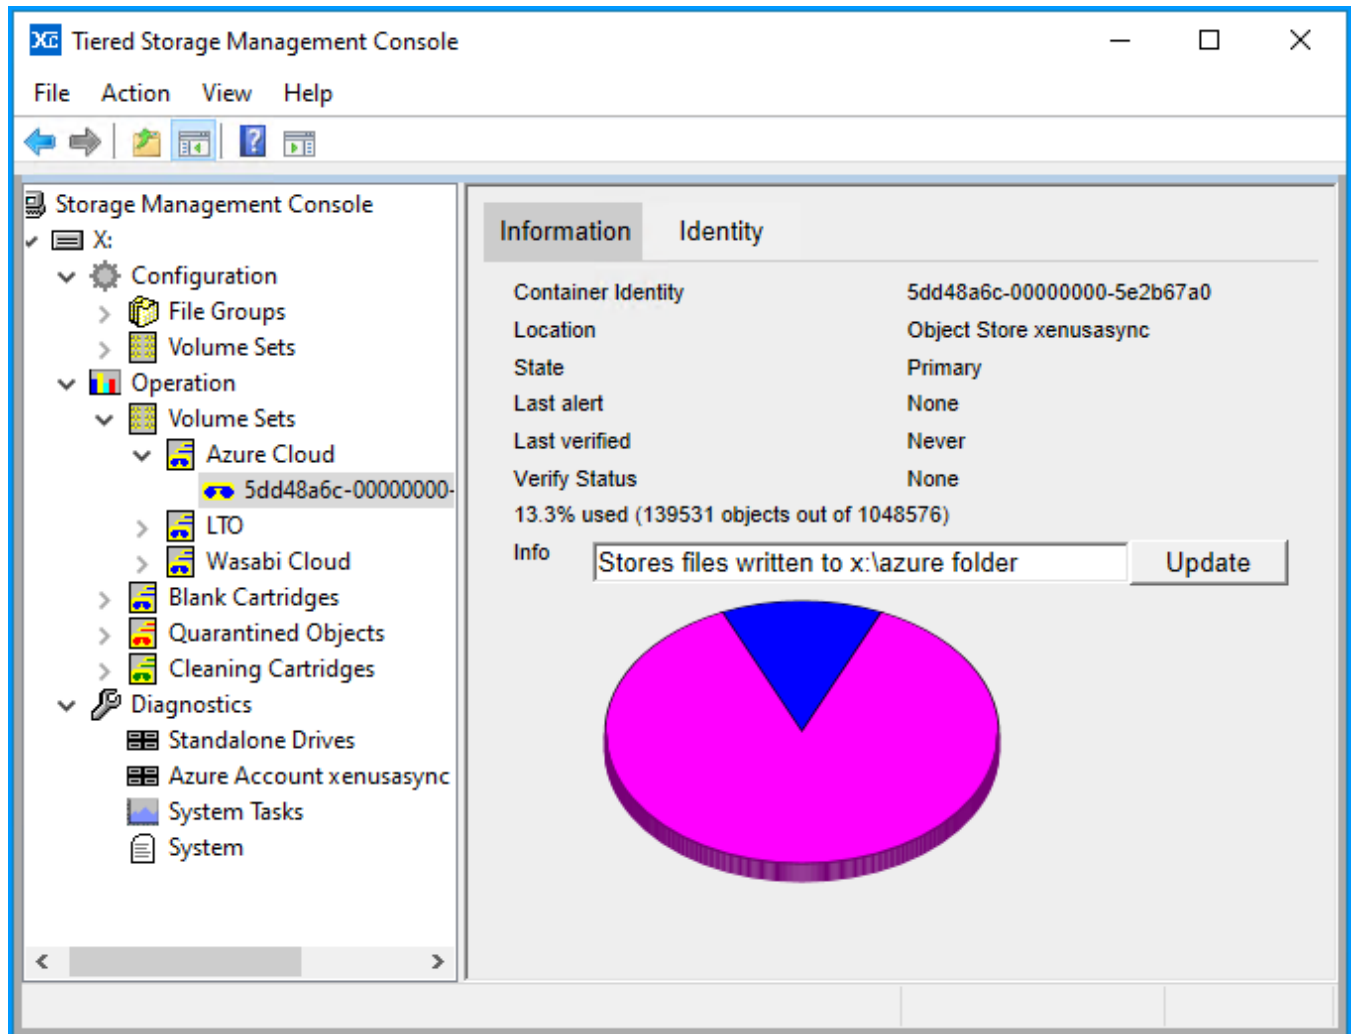 Tiered Storage Management Console
File Action View Help
Storage Management Console
X:
Configuration
File Groups
Volume Sets
Operation
Volume Sets
Azure Cloud
5dd48a6c-00000000-
LTO
Wasabi Cloud
Blank Cartridges
Quarantined Objects
Cleaning Cartridges
Diagnostics
Standalone Drives
Azure Account xenusasync
System Tasks
System
Information Identity
Container Identity 5dd48a6c-00000000-5e2b67a0
Location Object Store xenusasync
State Primary
Last alert None
Last verified Never
Verify Status None
13.3% used (139531 objects out of 1048576)
Info Stores files written to x:\azure folder Update